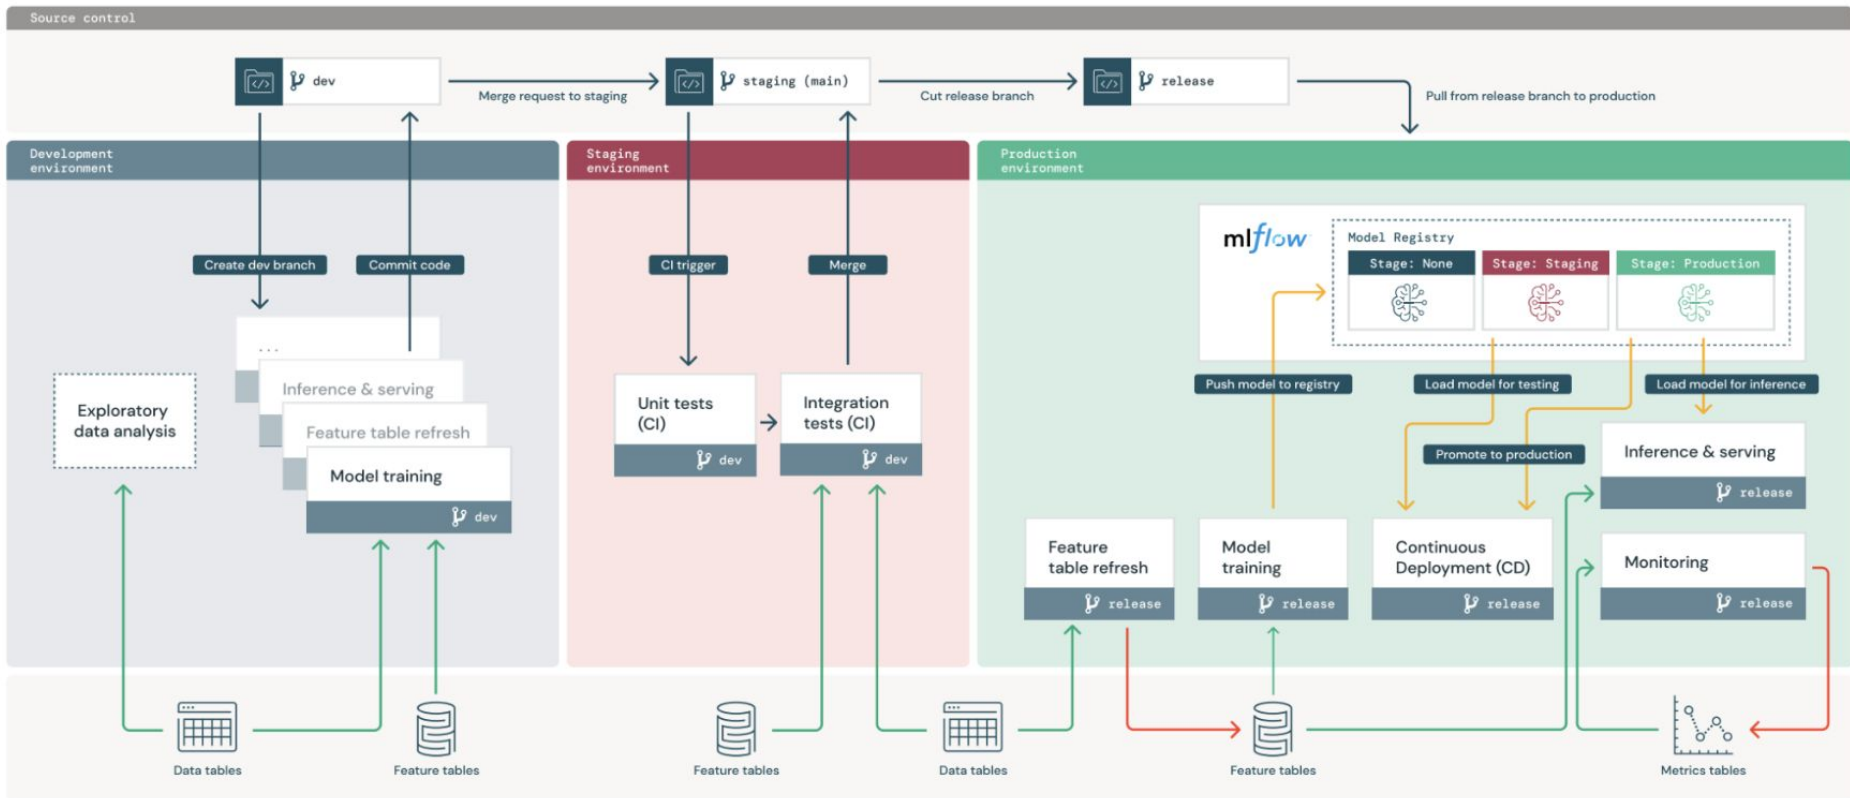 Source control
dev
Merge request to staging
staging (main)
Cut release branch
release
Pull from release branch to production
Development
environment
Create dev branch
Commit code
...
Inference & serving
Feature table refresh
Model training
dev
Exploratory
data analysis
Staging
environment
CI trigger
Merge
Unit tests
(CI)
dev
Integration
tests (CI)
dev
Production
environment
mlflow
Model Registry
Stage: None
Stage: Staging
Stage: Production
Push model to registry
Load model for testing
Load model for inference
Promote to production
Inference & serving
release
Feature
table refresh
release
Model
training
release
Continuous
Deployment (CD)
release
Monitoring
release
Data tables
Feature tables
Feature tables
Data tables
Feature tables
Metrics tables